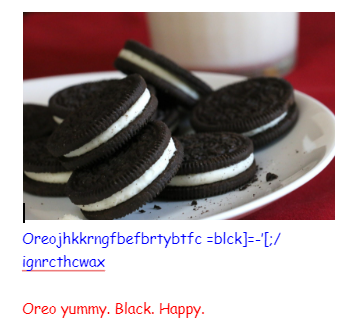 Oreojhkkrngfbefbrtybtfc =blck]=-'[;/
ignrcthcwax
Oreo yummy. Black. Happy.